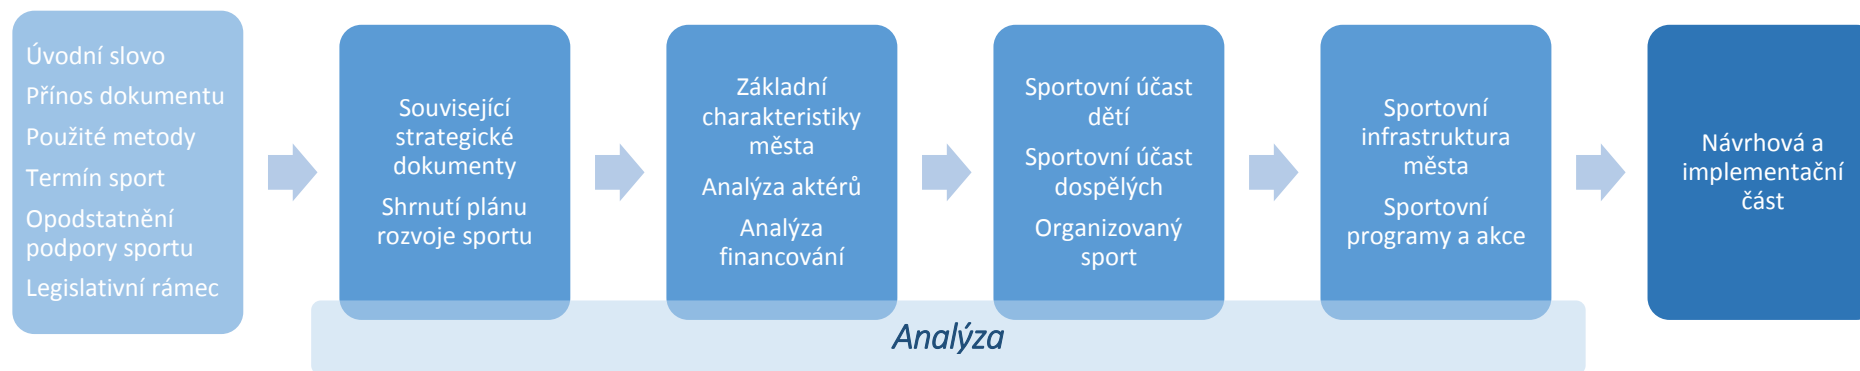 Úvodní slovo
Přínos dokumentu
Použité metody
Termín sport
Opodstatnění
podpory sportu
Legislativní rámec
Související
strategické
dokumenty
Shrnutí plánu
rozvoje sportu
Základní
charakteristiky
města
Analýza aktérů
Analýza
financování
Sportovní účast
dětí
Sportovní účast
dospělých
Organizovaný
sport
Sportovní
infrastruktura
města
Sportovní
programy a akce
Návrhová a
implementační
část
Analýza